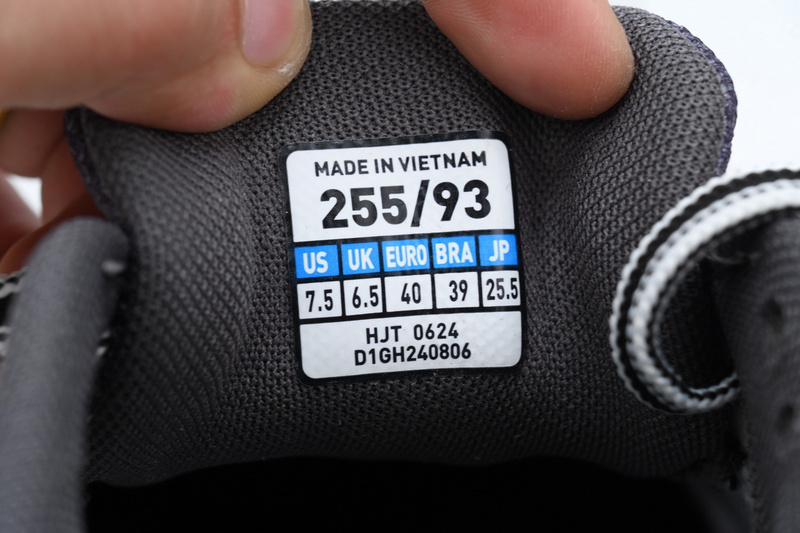 MADE IN VIETNAM
255/93
US UK EURO BRA JP
7.5 6.5 40 39 25.5
HJT 0624
D1GH240806